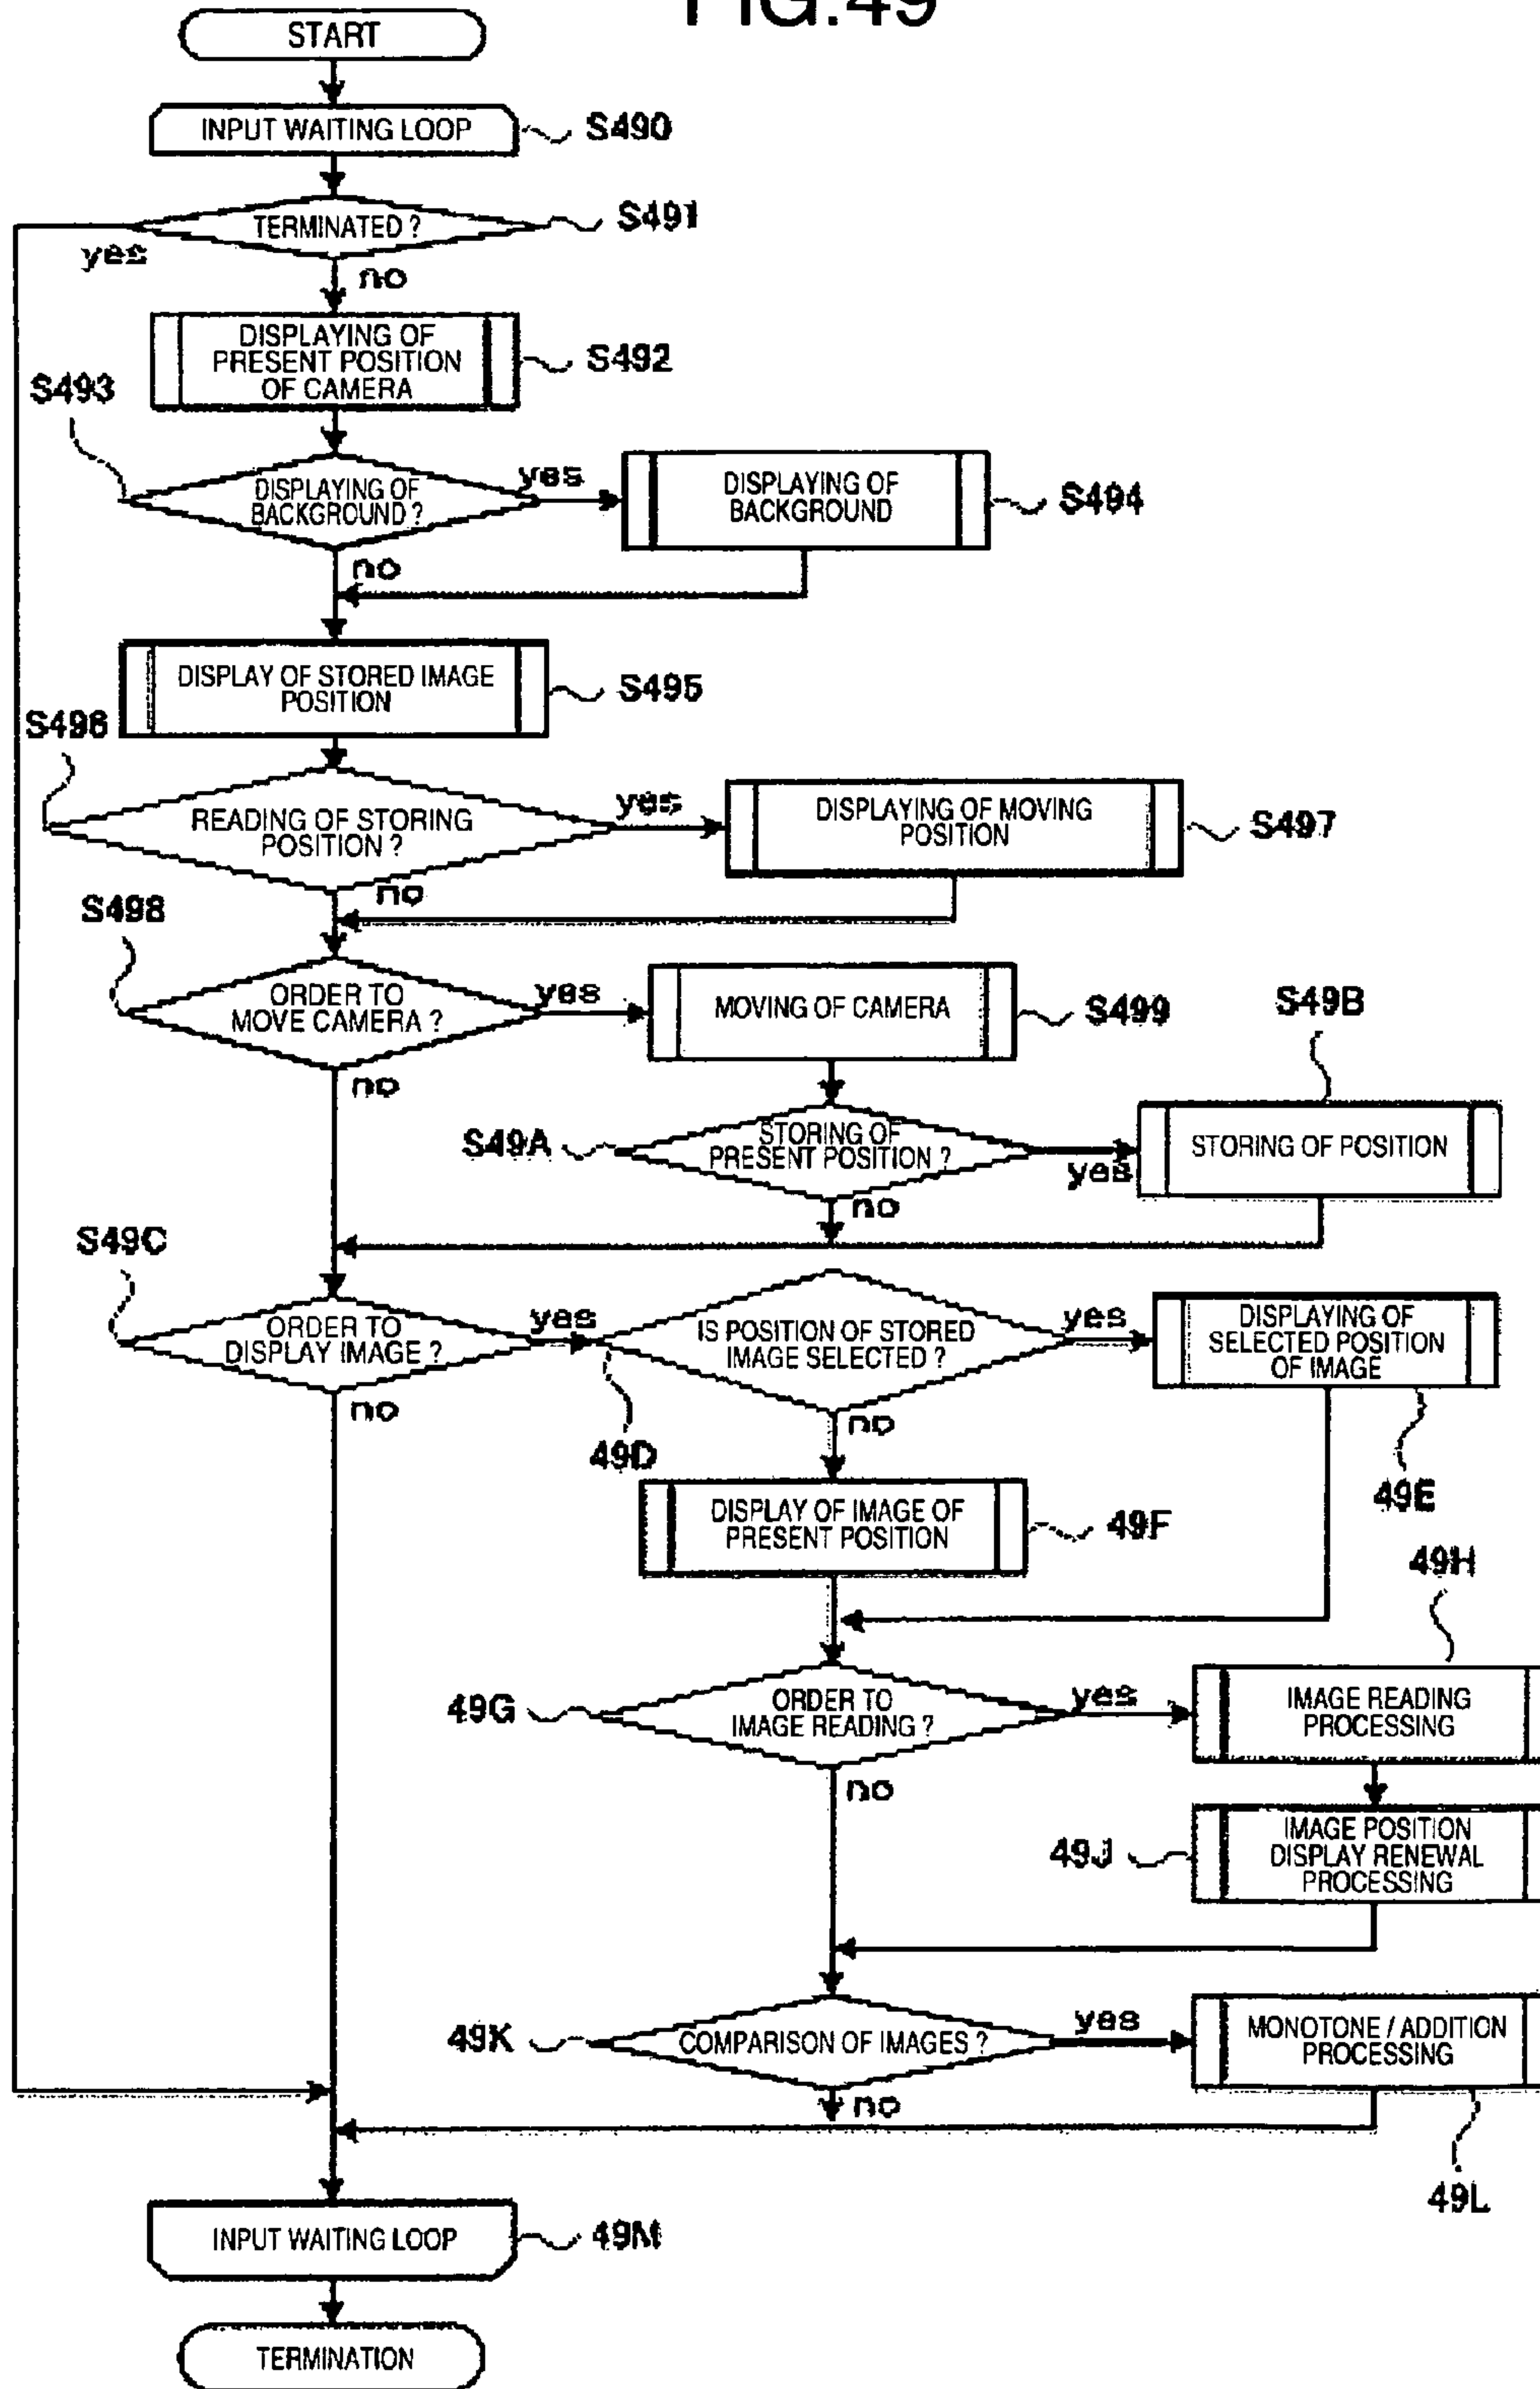 FIG.49
START
INPUT WAITING LOOP
S490
TERMINATED ?
S491
yes
no
DISPLAYING OF
PRESENT POSITION
OF CAMERA
S492
S493
DISPLAYING OF
BACKGROUND ?
yes
DISPLAYING OF
BACKGROUND
S494
no
DISPLAY OF STORED IMAGE
POSITION
S495
S496
READING OF STORING
POSITION ?
yes
DISPLAYING OF MOVING
POSITION
S497
no
S498
ORDER TO
MOVE CAMERA ?
yes
MOVING OF CAMERA
S499
S49B
no
S49A
STORING OF
PRESENT POSITION ?
yes
STORING OF POSITION
no
S49C
ORDER TO
DISPLAY IMAGE ?
yes
IS POSITION OF STORED
IMAGE SELECTED ?
yes
DISPLAYING OF
SELECTED POSITION
OF IMAGE
no
49D
no
49E
DISPLAY OF IMAGE OF
PRESENT POSITION
49F
49H
49G
ORDER TO
IMAGE READING ?
yes
IMAGE READING
PROCESSING
no
49J
IMAGE POSITION
DISPLAY RENEWAL
PROCESSING
49K
COMPARISON OF IMAGES ?
yes
MONOTONE / ADDITION
PROCESSING
no
49L
INPUT WAITING LOOP
49M
TERMINATION